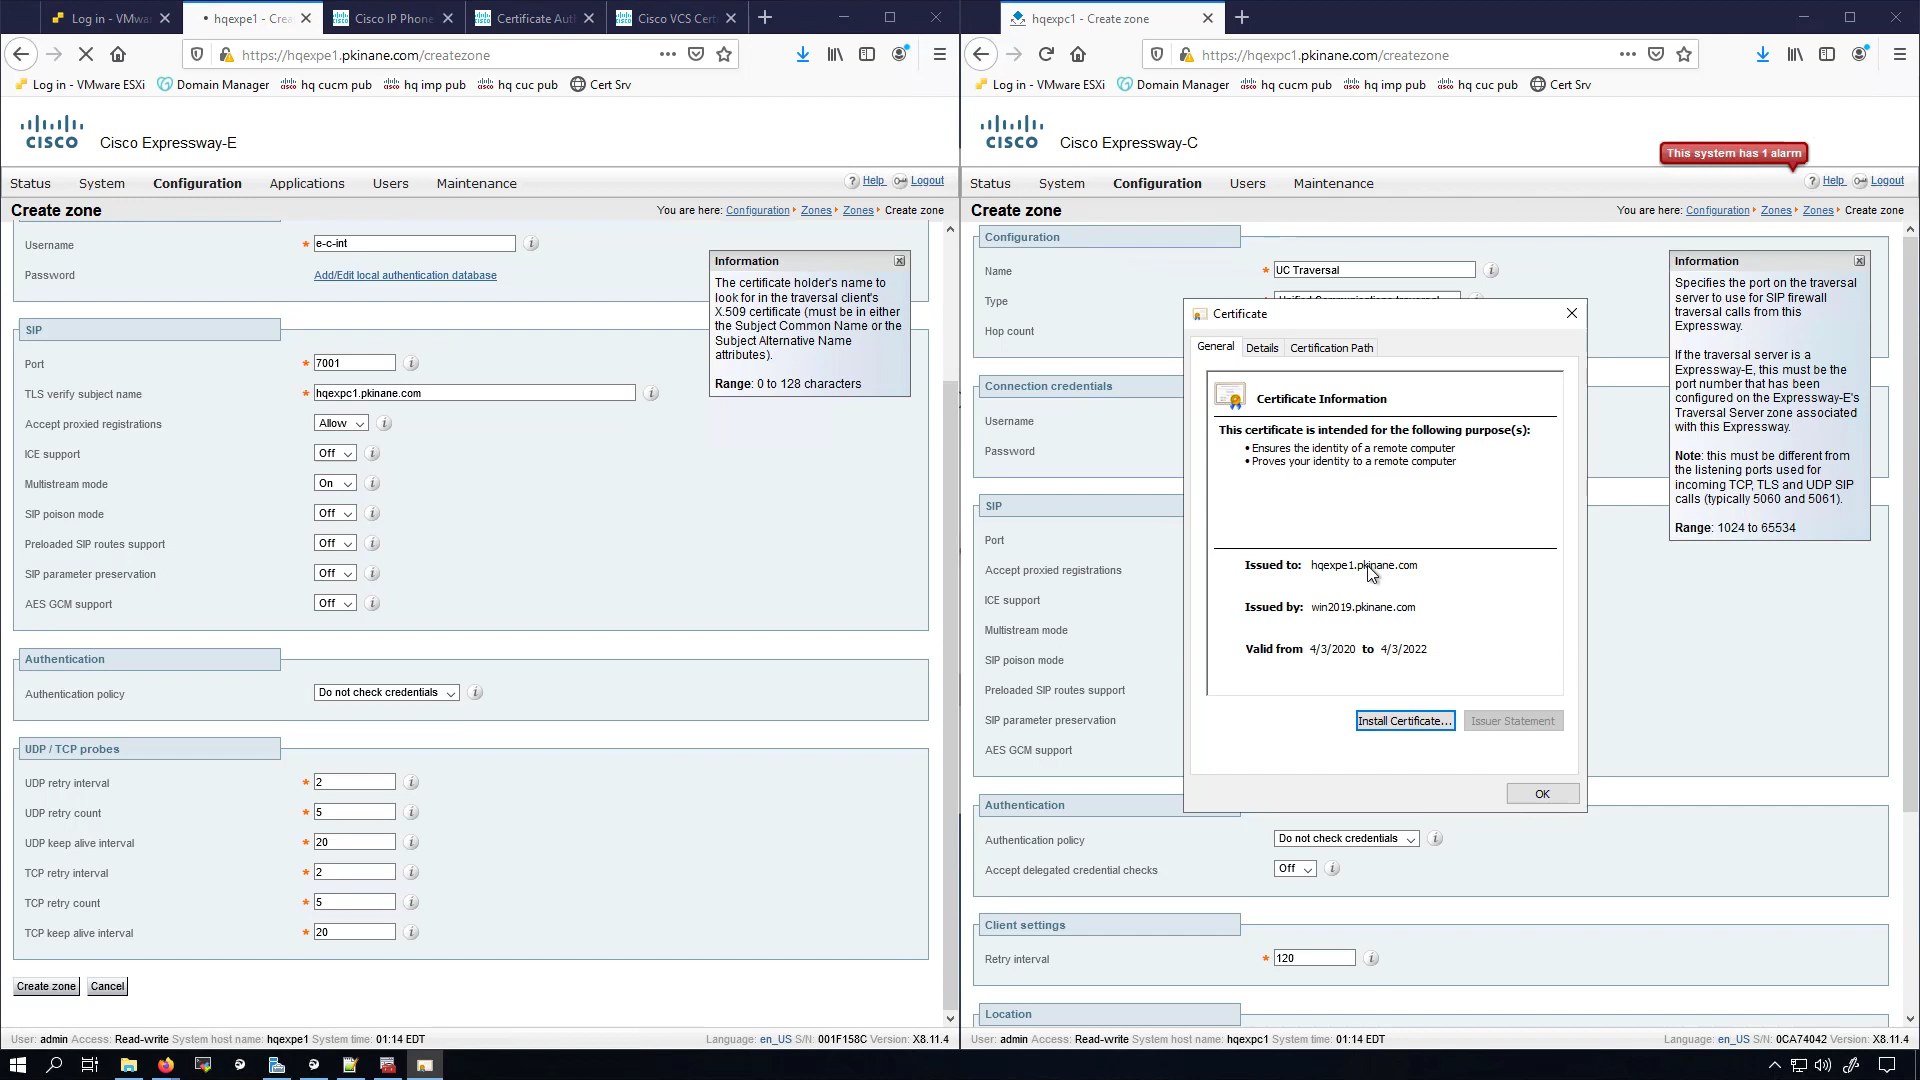 Log in - VMwar
hqexpe1 - Crea
Cisco IP Phone
Certificate Aut
Cisco VCS Cert
https://hqexpe1.pkinane.com/createzone
Log in - VMware ESXi
Domain Manager
hq cucm pub
hq imp pub
hq cuc pub
Cert Srv
CISCO
Cisco Expressway-E
Status
System
Configuration
Applications
Users
Maintenance
Help
Logout
Create zone
You are here: Configuration Zones Zones Create zone
Username
* e-c-int
Password
Add/Edit local authentication database
Information
The certificate holder's name to
look for in the traversal client's
X.509 certificate (must be in either
the Subject Common Name or the
Subject Alternative Name
attributes).
Range: 0 to 128 characters
SIP
Port
* 7001
TLS verify subject name
* hqexpc1.pkinane.com
Accept proxied registrations
Allow
ICE support
Off
Multistream mode
On
SIP poison mode
Off
Preloaded SIP routes support
Off
SIP parameter preservation
Off
AES GCM support
Off
Authentication
Authentication policy
Do not check credentials
UDP / TCP probes
UDP retry interval
* 2
UDP retry count
* 5
UDP keep alive interval
* 20
TCP retry interval
* 2
TCP retry count
* 5
TCP keep alive interval
* 20
Create zone
Cancel
User: admin Access: Read-write System host name: hqexpe1 System time: 01:14 EDT
Language: en_US S/N: 001F158C Version: X8.11.4
hqexpc1 - Create zone
https://hqexpc1.pkinane.com/createzone
Log in - VMware ESXi
Domain Manager
hq cucm pub
hq imp pub
hq cuc pub
Cert Srv
CISCO
Cisco Expressway-C
This system has 1 alarm
Status
System
Configuration
Users
Maintenance
Help
Logout
Create zone
You are here: Configuration Zones Zones Create zone
Configuration
Name
* UC Traversal
Type
Hop count
Connection credentials
Username
Password
SIP
Port
Accept proxied registrations
ICE support
Multistream mode
SIP poison mode
Preloaded SIP routes support
SIP parameter preservation
AES GCM support
Authentication
Authentication policy
Do not check credentials
Accept delegated credential checks
Off
Client settings
Retry interval
* 120
Location
Information
Specifies the port on the traversal
server to use for SIP firewall
traversal calls from this
Expressway.
If the traversal server is a
Expressway-E, this must be the
port number that has been
configured on the Expressway-E's
Traversal Server zone associated
with this Expressway.
Note: this must be different from
the listening ports used for
incoming TCP, TLS and UDP SIP
calls (typically 5060 and 5061).
Range: 1024 to 65534
Certificate
General
Details
Certification Path
Certificate Information
This certificate is intended for the following purpose(s):
• Ensures the identity of a remote computer
• Proves your identity to a remote computer
Issued to: hqexpe1.pkinane.com
Issued by: win2019.pkinane.com
Valid from 4/3/2020 to 4/3/2022
Install Certificate...
Issuer Statement
OK
User: admin Access: Read-write System host name: hqexpc1 System time: 01:14 EDT
Language: en_US S/N: 0CA74042 Version: X8.11.4